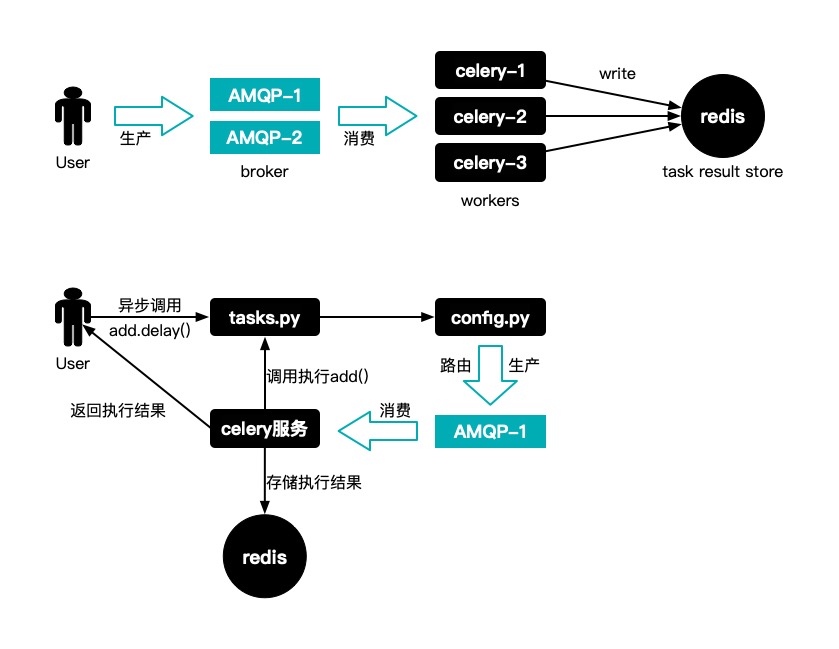 User
生产
AMQP-1
AMQP-2
broker
消费
celery-1
celery-2
celery-3
workers
write
redis
task result store
User
异步调用
add.delay()
tasks.py
config.py
路由
生产
AMQP-1
消费
celery服务
调用执行add()
返回执行结果
存储执行结果
redis